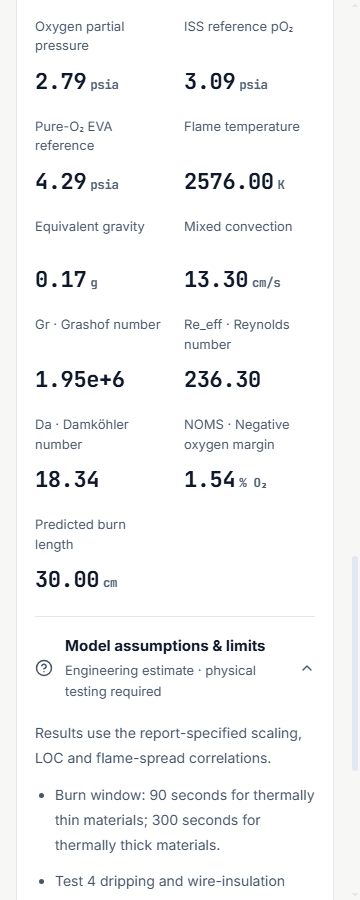 Oxygen partial pressure
ISS reference pO₂
2.79 psia
3.09 psia
Pure-O₂ EVA reference
Flame temperature
4.29 psia
2576.00 K
Equivalent gravity
Mixed convection
0.17 g
13.30 cm/s
Gr · Grashof number
Re_eff · Reynolds number
1.95e+6
236.30
Da · Damköhler number
NOMS · Negative oxygen margin
18.34
1.54 % O₂
Predicted burn length
30.00 cm
Model assumptions & limits
Engineering estimate · physical
testing required
Results use the report-specified scaling,
LOC and flame-spread correlations.
• Burn window: 90 seconds for thermally
thin materials; 300 seconds for
thermally thick materials.
• Test 4 dripping and wire-insulation